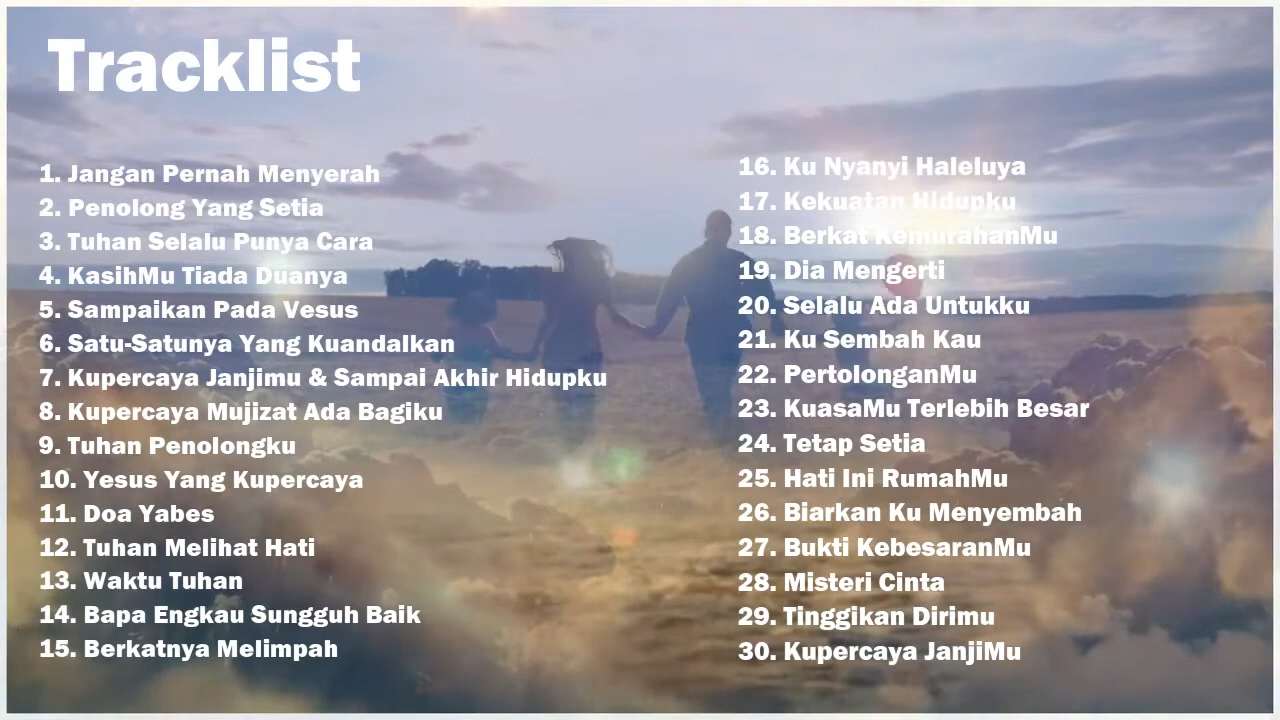 Tracklist
1. Jangan Pernah Menyerah
2. Penolong Yang Setia
3. Tuhan Selalu Punya Cara
4. KasihMu Tiada Duanya
5. Sampaikan Pada Vesus
6. Satu-Satunya Yang Kuandalkan
7. Kupercaya Janjimu & Sampai Akhir Hidupku
8. Kupercaya Mujizat Ada Bagiku
9. Tuhan Penolongku
10. Yesus Yang Kupercaya
11. Doa Yabes
12. Tuhan Melihat Hati
13. Waktu Tuhan
14. Bapa Engkau Sungguh Baik
15. Berkatnya Melimpah
16. Ku Nyanyi Haleluya
17. Kekuatan Hidupku
18. Berkat KemurahanMu
19. Dia Mengerti
20. Selalu Ada Untukku
21. Ku Sembah Kau
22. PertolonganMu
23. KuasaMu Terlebih Besar
24. Tetap Setia
25. Hati Ini RumahMu
26. Biarkan Ku Menyembah
27. Bukti KebesaranMu
28. Misteri Cinta
29. Tinggikan Dirimu
30. Kupercaya JanjiMu